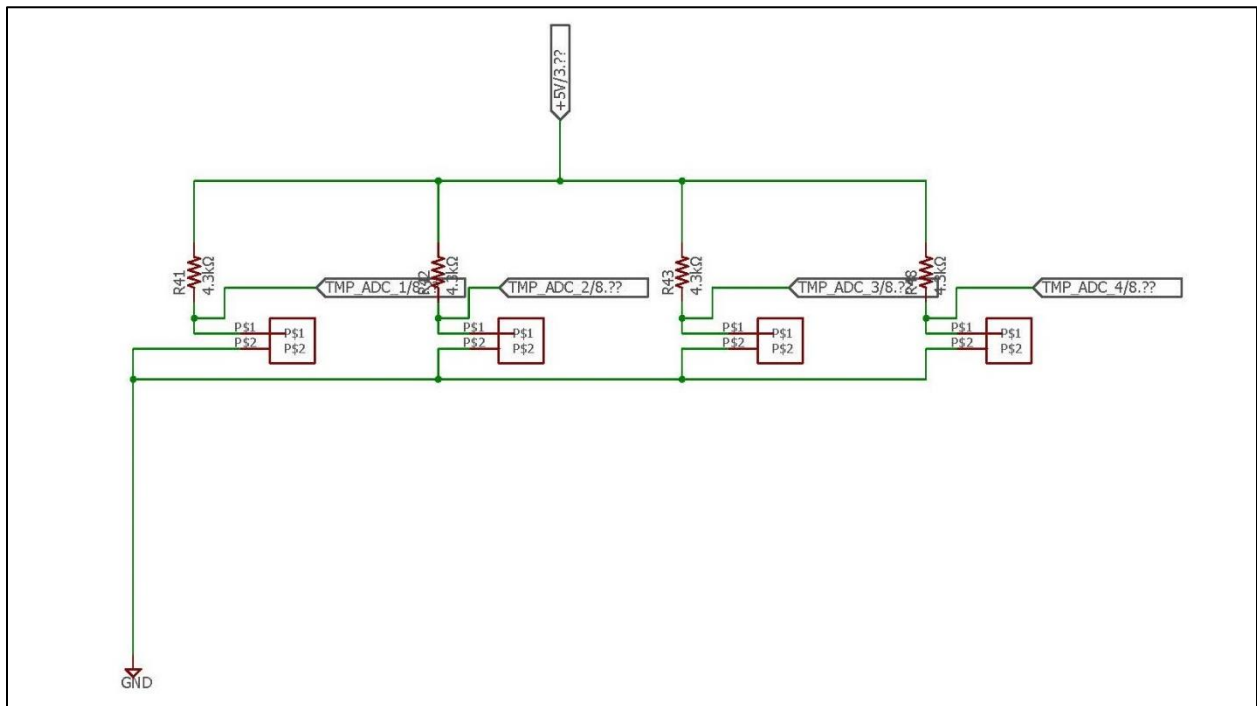 +5V/3.??
R41
4.3kΩ
4.3kΩ
R43
4.3kΩ
4.3kΩ
TMP_ADC_1/8.??
TMP_ADC_2/8.??
TMP_ADC_3/8.??
TMP_ADC_4/8.??
P$1
P$1
P$2
P$2
P$1
P$1
P$2
P$2
P$1
P$1
P$2
P$2
P$1
P$1
P$2
P$2
GND